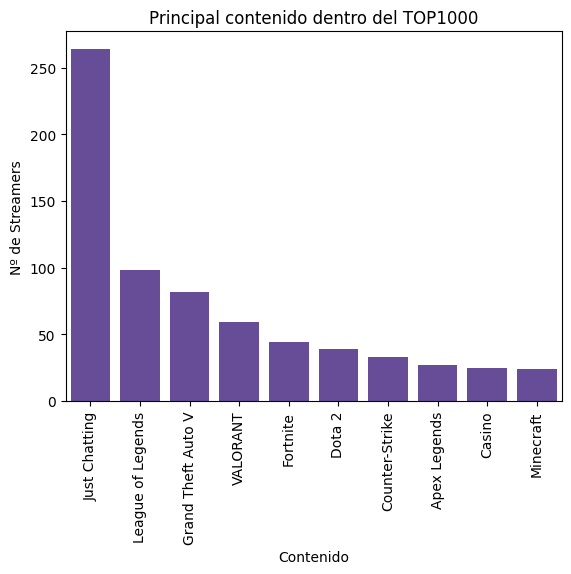 Principal contenido dentro del TOP1000
Nº de Streamers
250
200
150
100
50
0
Just Chatting
League of Legends
Grand Theft Auto V
VALORANT
Fortnite
Dota 2
Counter-Strike
Apex Legends
Casino
Minecraft
Contenido